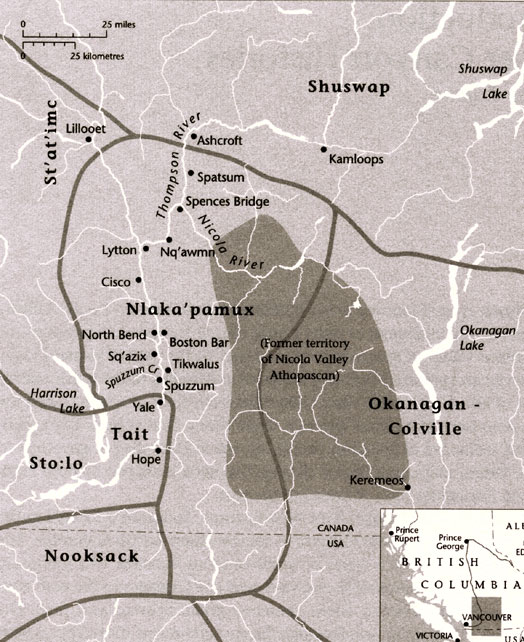 0 25 miles
0 25 kilometres
Shuswap
Shuswap
Lake
St'at'imc
Lillooet
Thompson River
Ashcroft
Kamloops
Spatsum
Spences Bridge
Nicola River
Lytton
Nq'awmn
Cisco
Nlaka'pamux
Okanagan
Lake
North Bend
Boston Bar
(Former territory
of Nicola Valley
Athapascan)
Sq'azix
Tikwalus
Spuzzum Cr
Spuzzum
Harrison
Lake
Yale
Okanagan -
Colville
Tait
Sto:lo
Hope
Keremeos
CANADA
USA
Nooksack
Prince
Rupert
Prince
George
BRITISH
COLUMBIA
VANCOUVER
VICTORIA